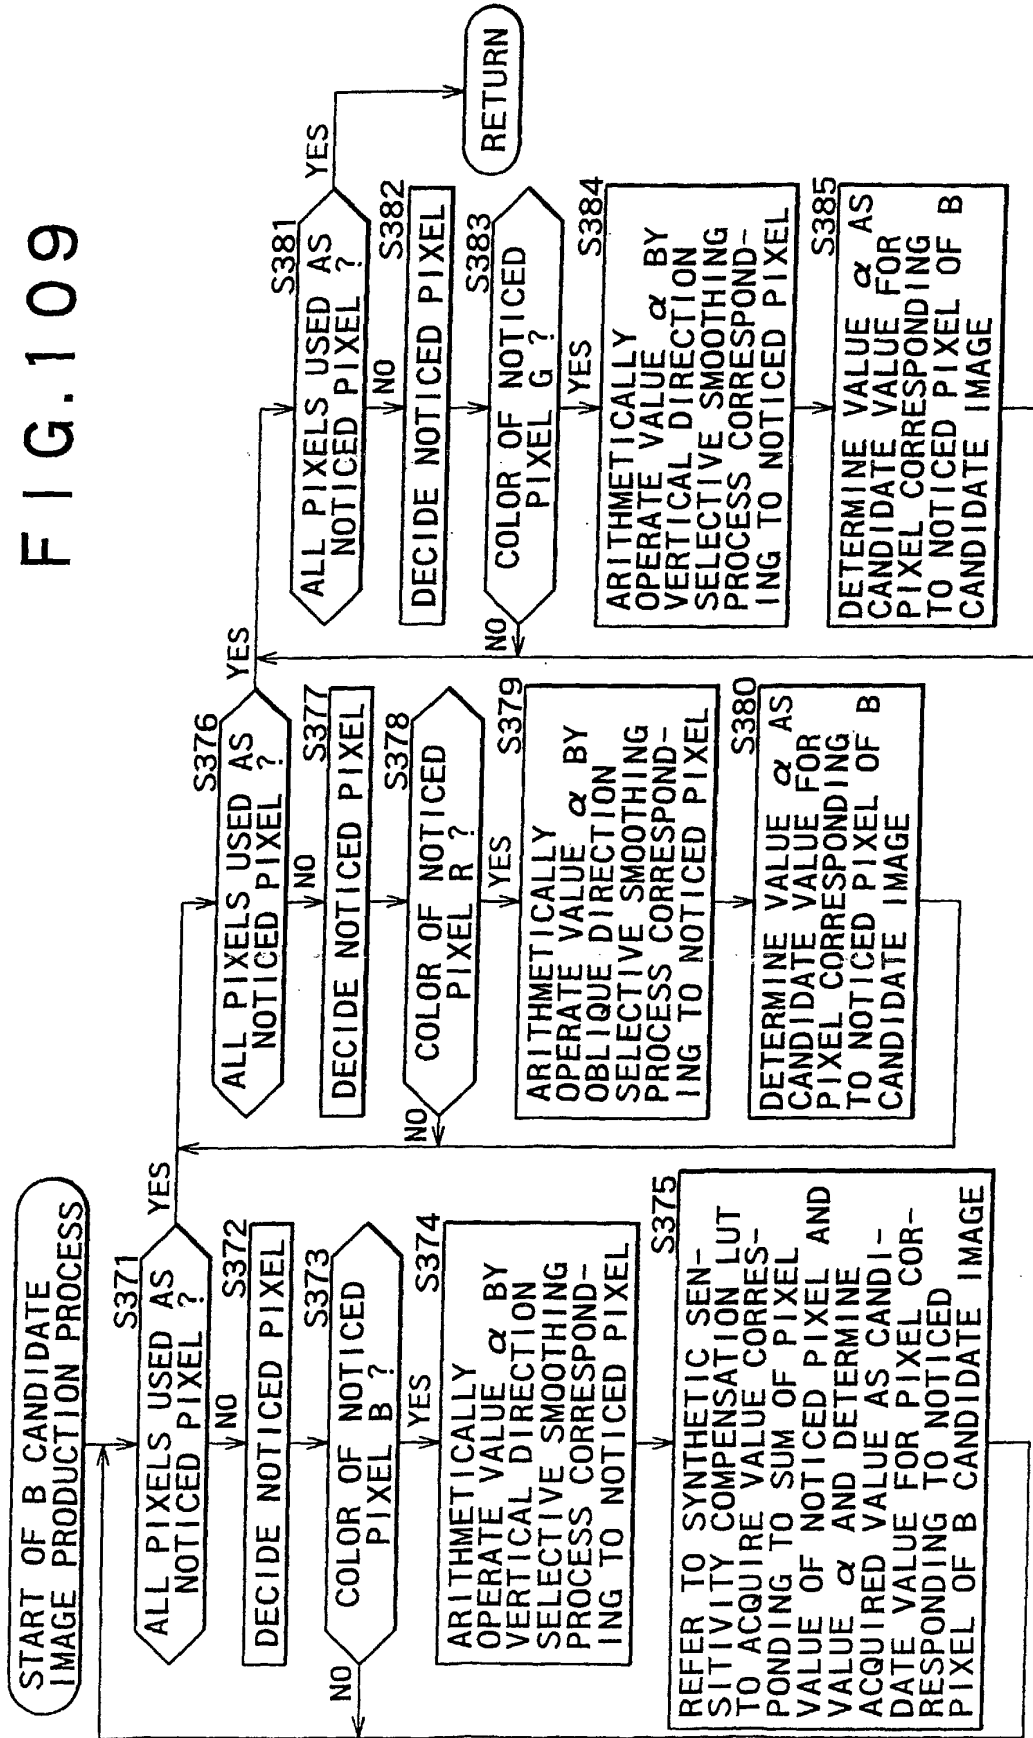 FIG.109
START OF B CANDIDATE
IMAGE PRODUCTION PROCESS
S371
ALL PIXELS USED AS
NOTICED PIXEL ?
YES
NO
S372
DECIDE NOTICED PIXEL
S373
COLOR OF NOTICED
PIXEL B ?
NO
YES
S374
ARITHMETICALLY
OPERATE VALUE α BY
VERTICAL DIRECTION
SELECTIVE SMOOTHING
PROCESS CORRESPOND-
ING TO NOTICED PIXEL
S375
REFER TO SYNTHETIC SEN-
SITIVITY COMPENSATION LUT
TO ACQUIRE VALUE CORRES-
PONDING TO SUM OF PIXEL
VALUE OF NOTICED PIXEL AND
VALUE α AND DETERMINE
ACQUIRED VALUE AS CANDI-
DATE VALUE FOR PIXEL COR-
RESPONDING TO NOTICED
PIXEL OF B CANDIDATE IMAGE
S376
ALL PIXELS USED AS
NOTICED PIXEL ?
YES
NO
S377
DECIDE NOTICED PIXEL
S378
COLOR OF NOTICED
PIXEL R ?
NO
YES
S379
ARITHMETICALLY
OPERATE VALUE α BY
OBLIQUE DIRECTION
SELECTIVE SMOOTHING
PROCESS CORRESPOND-
ING TO NOTICED PIXEL
S380
DETERMINE VALUE α AS
CANDIDATE VALUE FOR
PIXEL CORRESPONDING
TO NOTICED PIXEL OF B
CANDIDATE IMAGE
S381
ALL PIXELS USED AS
NOTICED PIXEL ?
YES
RETURN
NO
S382
DECIDE NOTICED PIXEL
S383
COLOR OF NOTICED
PIXEL G ?
NO
YES
S384
ARITHMETICALLY
OPERATE VALUE α BY
VERTICAL DIRECTION
SELECTIVE SMOOTHING
PROCESS CORRESPOND-
ING TO NOTICED PIXEL
S385
DETERMINE VALUE α AS
CANDIDATE VALUE FOR
PIXEL CORRESPONDING
TO NOTICED PIXEL OF B
CANDIDATE IMAGE